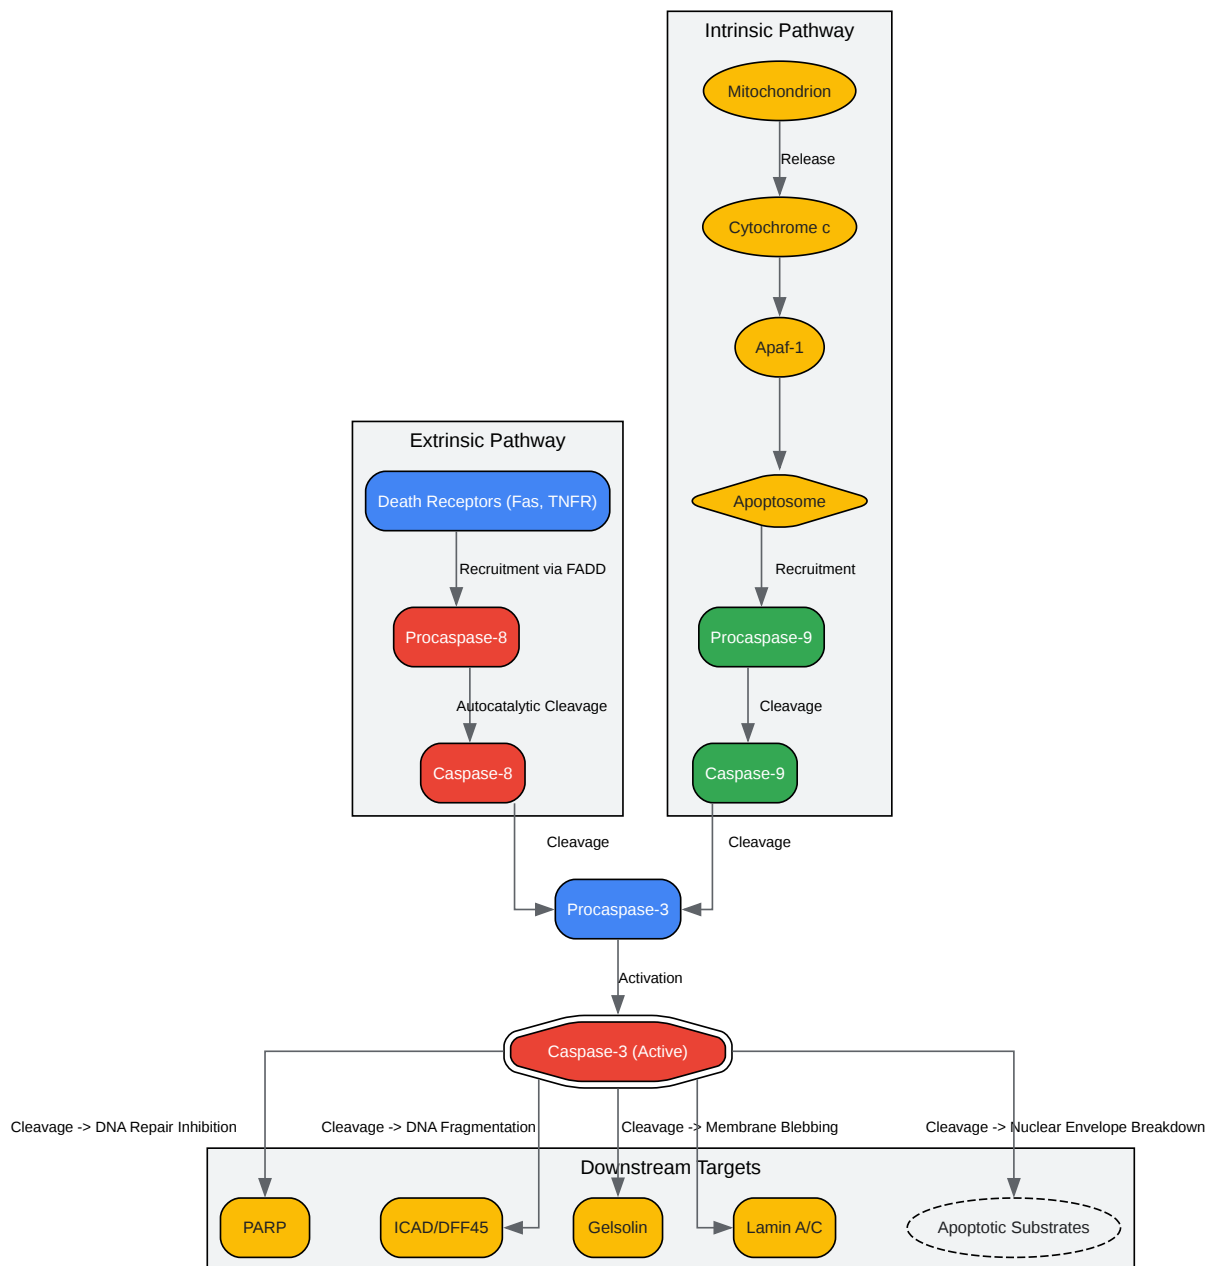 Intrinsic Pathway
Mitochondrion
Release
Cytochrome c
Apaf-1
Extrinsic Pathway
Death Receptors (Fas, TNFR)
Apoptosome
Recruitment via FADD
Recruitment
Procaspase-8
Procaspase-9
Autocatalytic Cleavage
Cleavage
Caspase-8
Caspase-9
Cleavage
Cleavage
Procaspase-3
Activation
Caspase-3 (Active)
Cleavage -> DNA Repair Inhibition
Cleavage -> DNA Fragmentation
Cleavage -> Membrane Blebbing
Cleavage -> Nuclear Envelope Breakdown
Downstream Targets
PARP
ICAD/DFF45
Gelsolin
Lamin A/C
Apoptotic Substrates